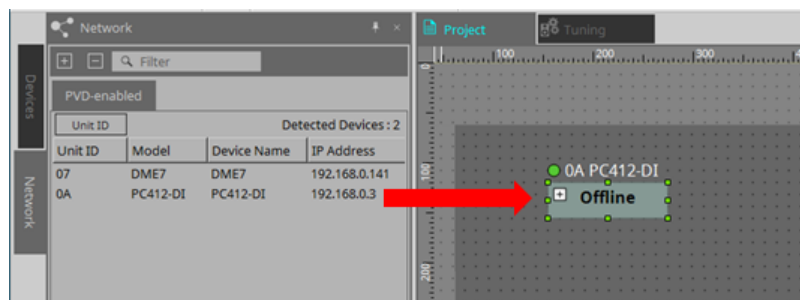 Network
Filter
PVD-enabled
Unit ID
Detected Devices : 2
Unit ID Model Device Name IP Address
07 DME7 DME7 192.168.0.141
0A PC412-DI PC412-DI 192.168.0.3
Devices
Network
Project
Tuning
100 200 300
0
100
200
0A PC412-DI
Offline